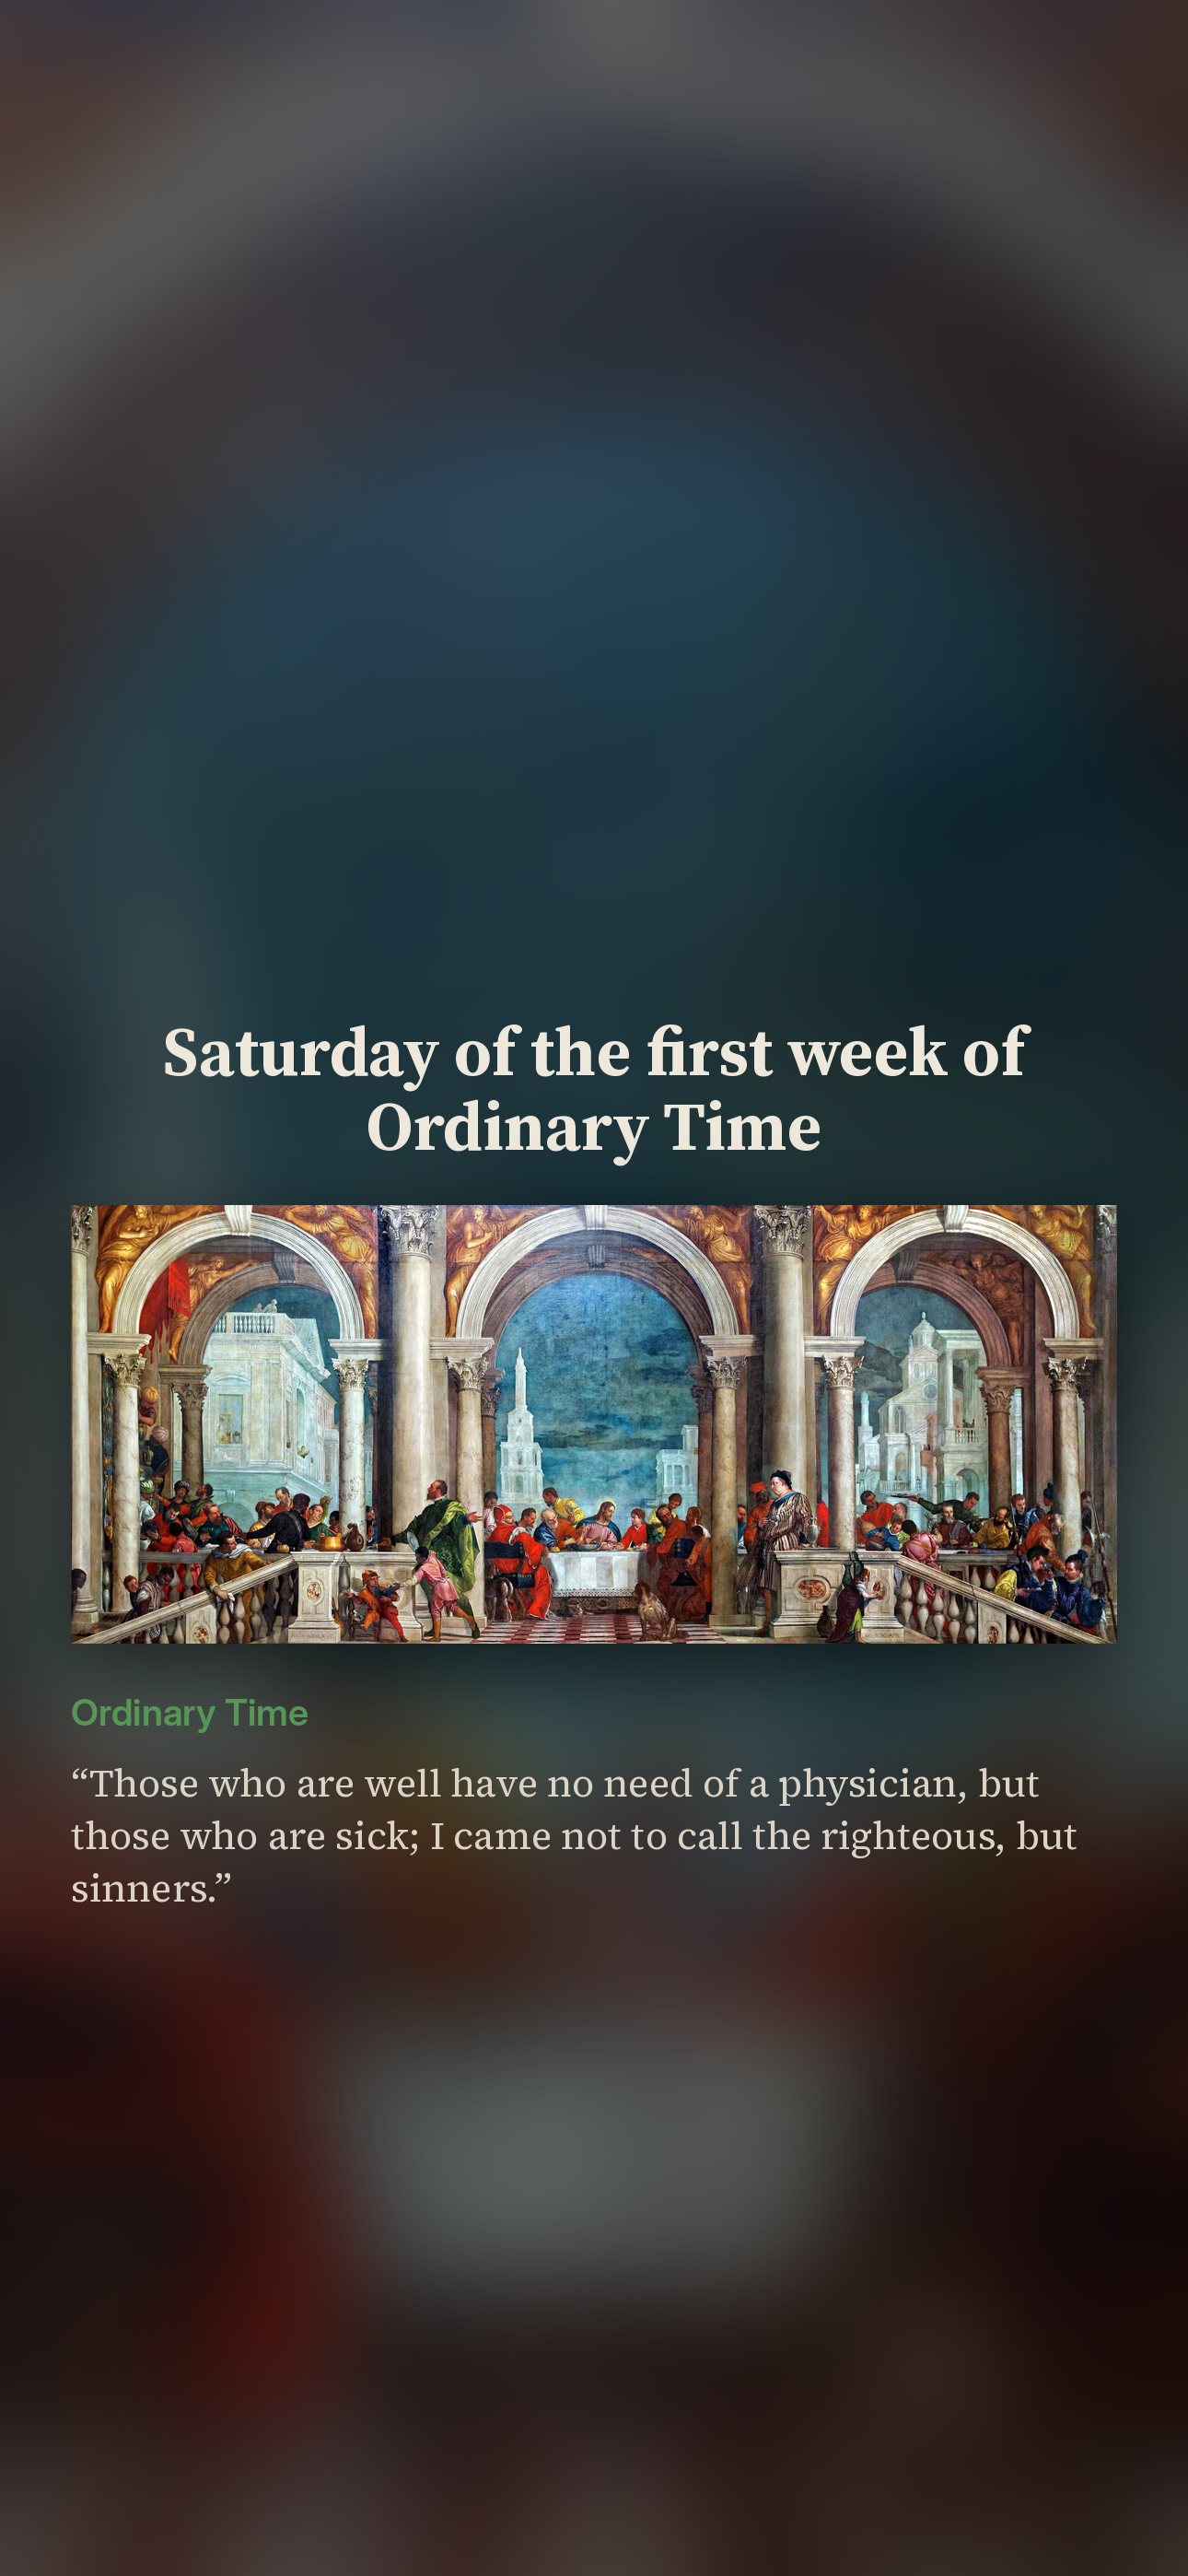 Saturday of the first week of
Ordinary Time
Ordinary Time
“Those who are well have no need of a physician, but
those who are sick; I came not to call the righteous, but
sinners.”